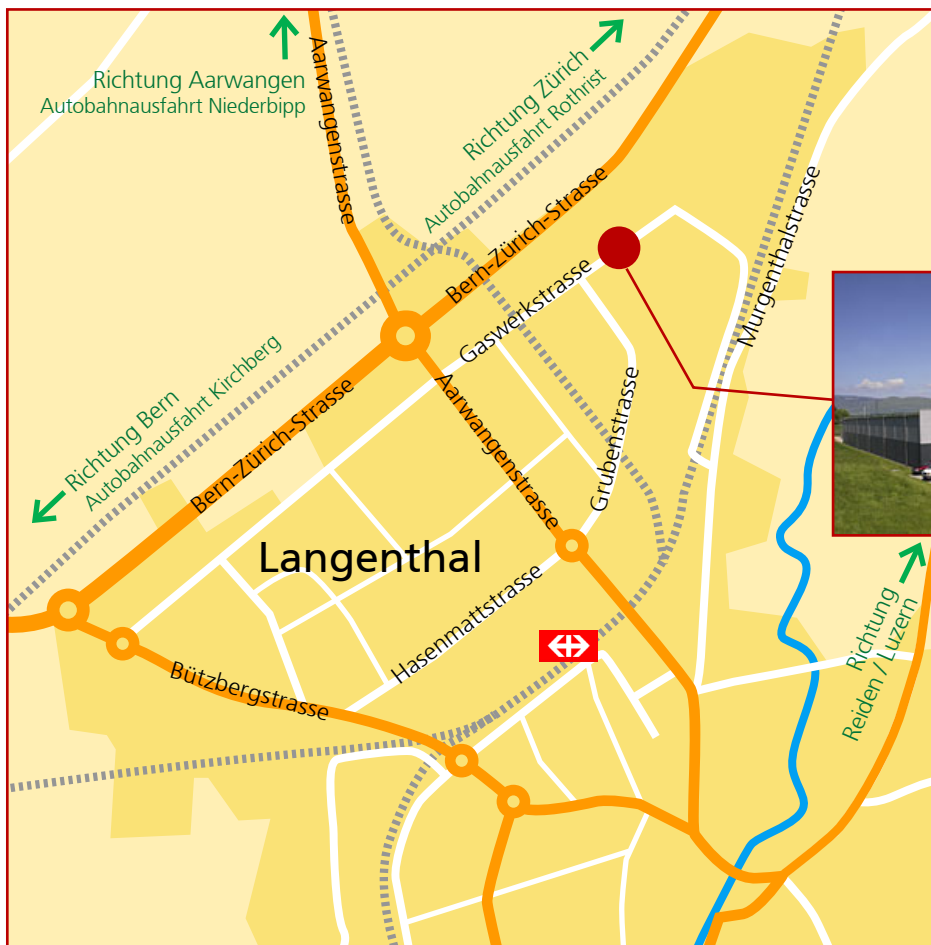 Richtung Aarwangen
Autobahnausfahrt Niederbipp
Aarwangenstrasse
Richtung Zürich
Autobahnausfahrt Rothrist
Bern-Zürich-Strasse
Murgenthalstrasse
Gaswerkstrasse
Richtung Bern
Autobahnausfahrt Kirchberg
Bern-Zürich-Strasse
Aarwangenstrasse
Grubenstrasse
Langenthal
Hasenmattstrasse
Bützbergstrasse
Richtung
Reiden / Luzern